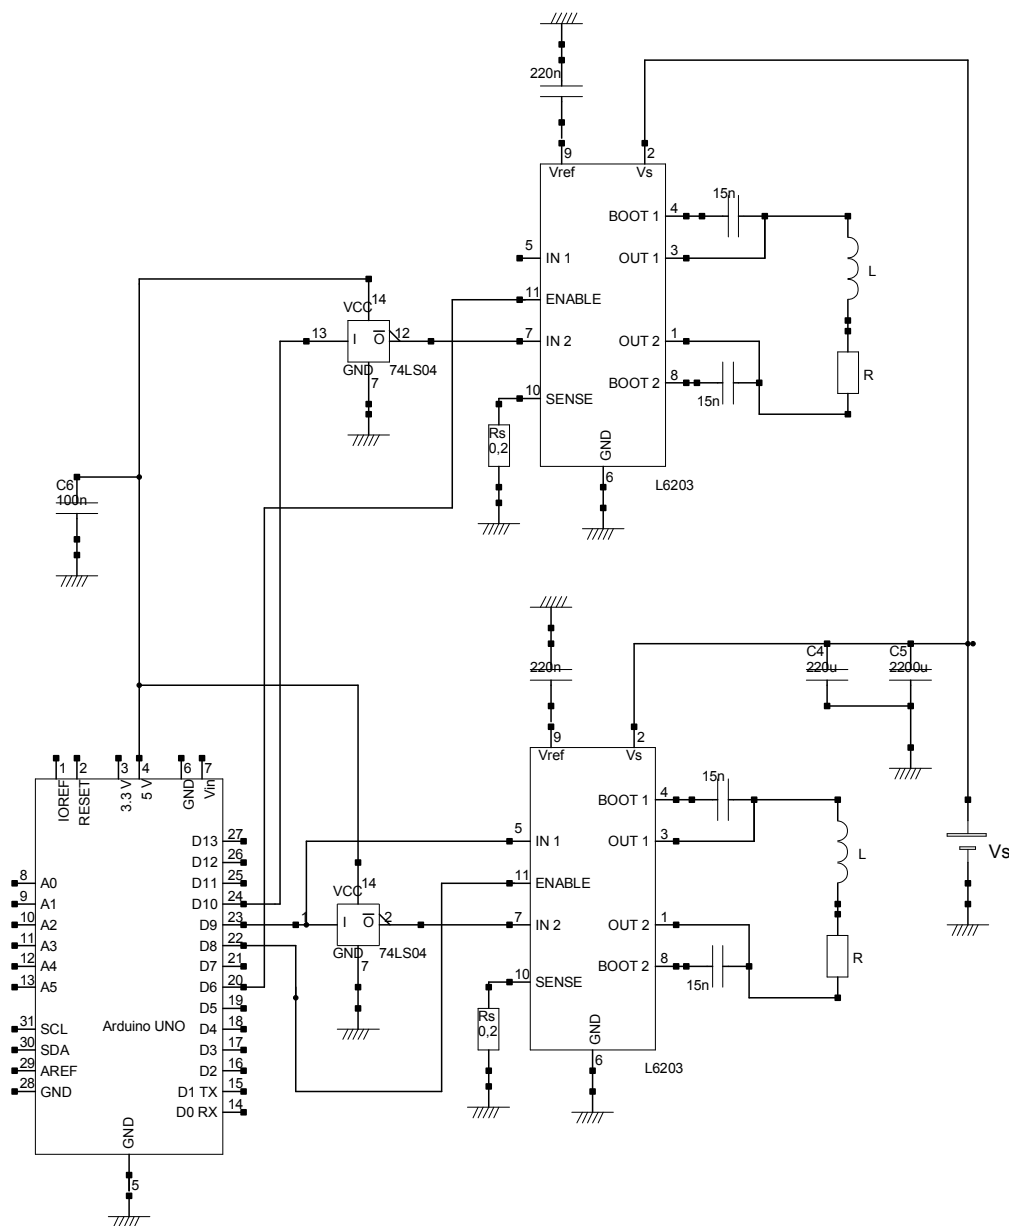 220n
9
2
Vref
Vs
15n
4
BOOT 1
5
3
IN 1
OUT 1
L
14
VCC
11
ENABLE
13
I
O
12
7
1
IN 2
OUT 2
GND
74LS04
7
8
BOOT 2
R
10
SENSE
15n
Rs
0,2
GND
6
L6203
C6
100n
C4
220u
C5
2200u
220n
9
2
Vref
Vs
1
2
3
4
6
7
IOREF
RESET
3.3 V
5 V
GND
Vin
15n
4
BOOT 1
D13
27
5
IN 1
3
OUT 1
L
Vs
D12
26
8
A0
D11
25
14
VCC
11
ENABLE
9
A1
D10
24
10
A2
D9
23
1
I
O
2
7
IN 2
1
OUT 2
11
A3
D8
22
GND
74LS04
7
12
A4
D7
21
8
BOOT 2
R
13
A5
D6
20
10
SENSE
15n
D5
19
Rs
0,2
31
SCL
Arduino UNO
D4
18
GND
30
SDA
D3
17
6
L6203
29
AREF
D2
16
28
GND
D1 TX
15
D0 RX
14
GND
5